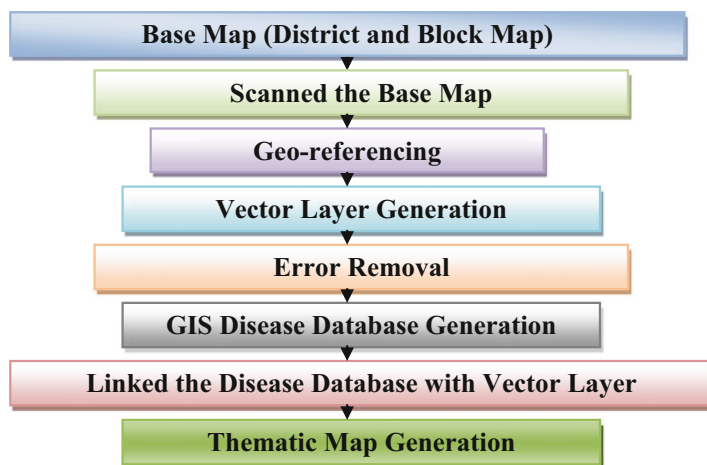 Base Map (District and Block Map)
Scanned the Base Map
Geo-referencing
Vector Layer Generation
Error Removal
GIS Disease Database Generation
Linked the Disease Database with Vector Layer
Thematic Map Generation